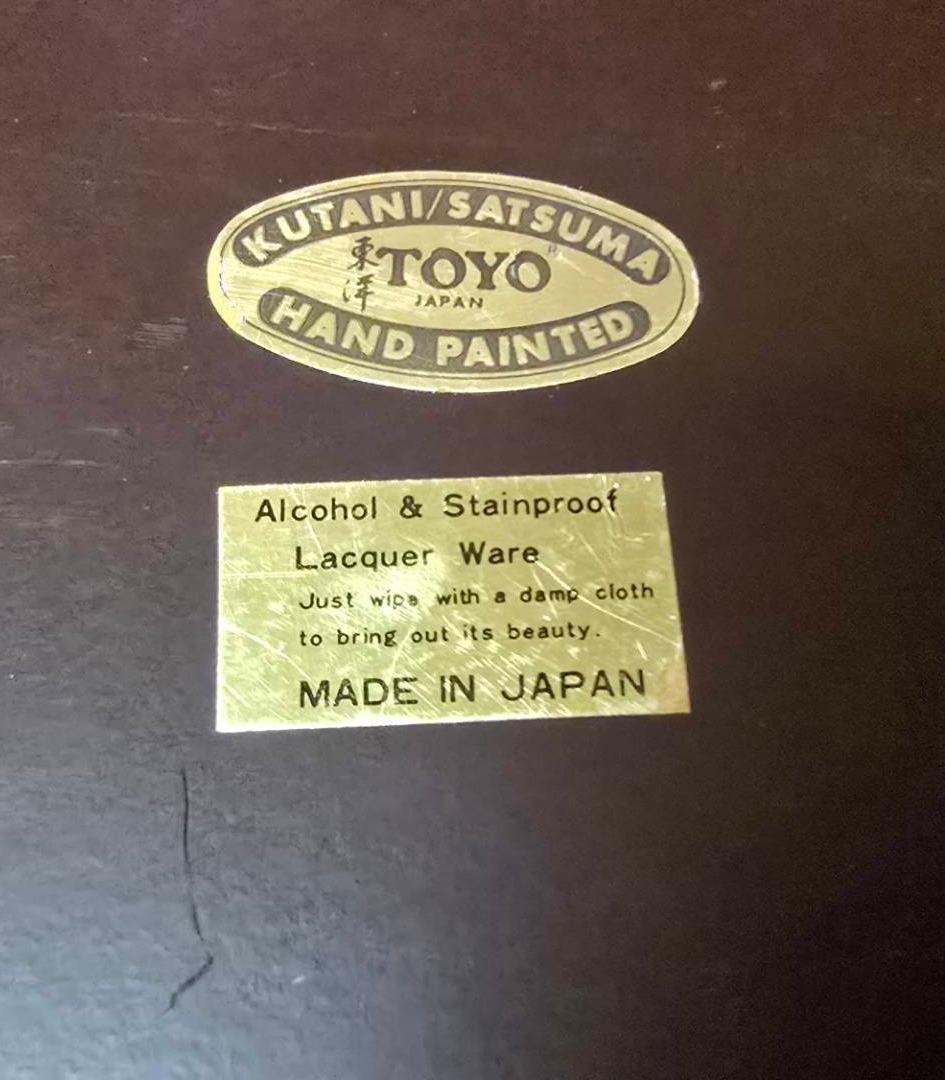 KUTANI/SATSUMA
東洋 TOYO®
JAPAN
HAND PAINTED
Alcohol & Stainproof
Lacquer Ware
Just wipe with a damp cloth
to bring out its beauty.
MADE IN JAPAN